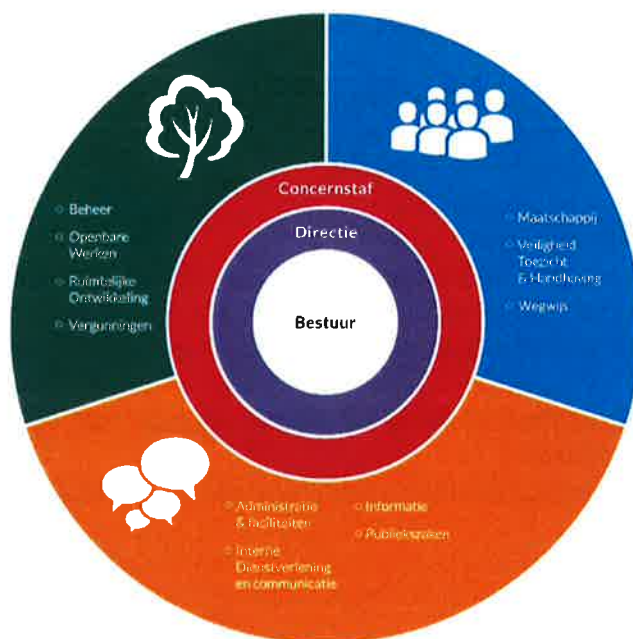 Concernstaf
Directie
Bestuur
Beheer
Openbare
Werken
Ruimtelijke
Ontwikkeling
Vergunningen
Maatschappij
Veiligheid
Toezicht
& Handhaving
Wegwijs
Administratie
& faciliteiten
Interne
Dienstverlening
en communicatie
Informatie
Publiekszaken